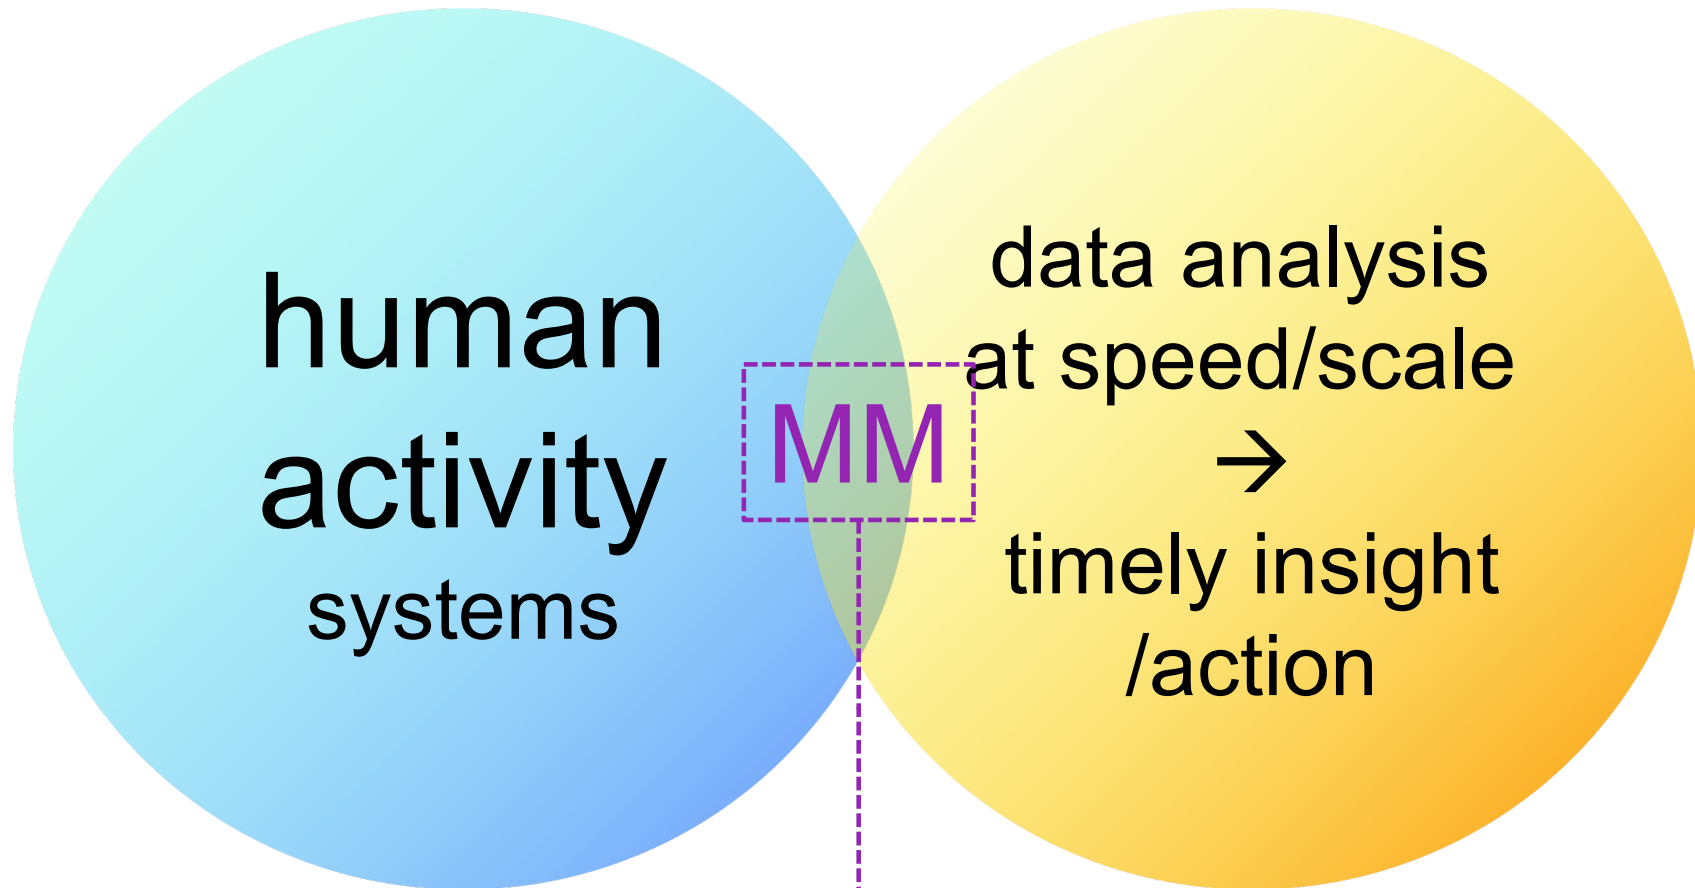 human
activity
systems
MM
data analysis
at speed/scale
→
timely insight
/action